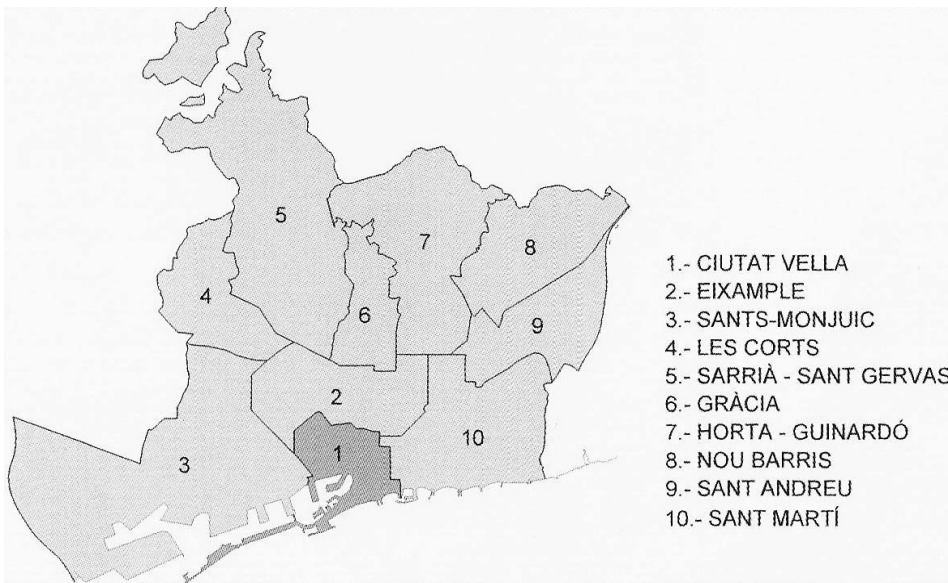 5
8
7
4
6
9
2
10
1
3
1.- CIUTAT VELLA
2.- EIXAMPLE
3.- SANTS-MONJUIC
4.- LES CORTS
5.- SARRIÀ - SANT GERVAS
6.- GRÀCIA
7.- HORTA - GUINARDÓ
8.- NOU BARRIS
9.- SANT ANDREU
10.- SANT MARTÍ